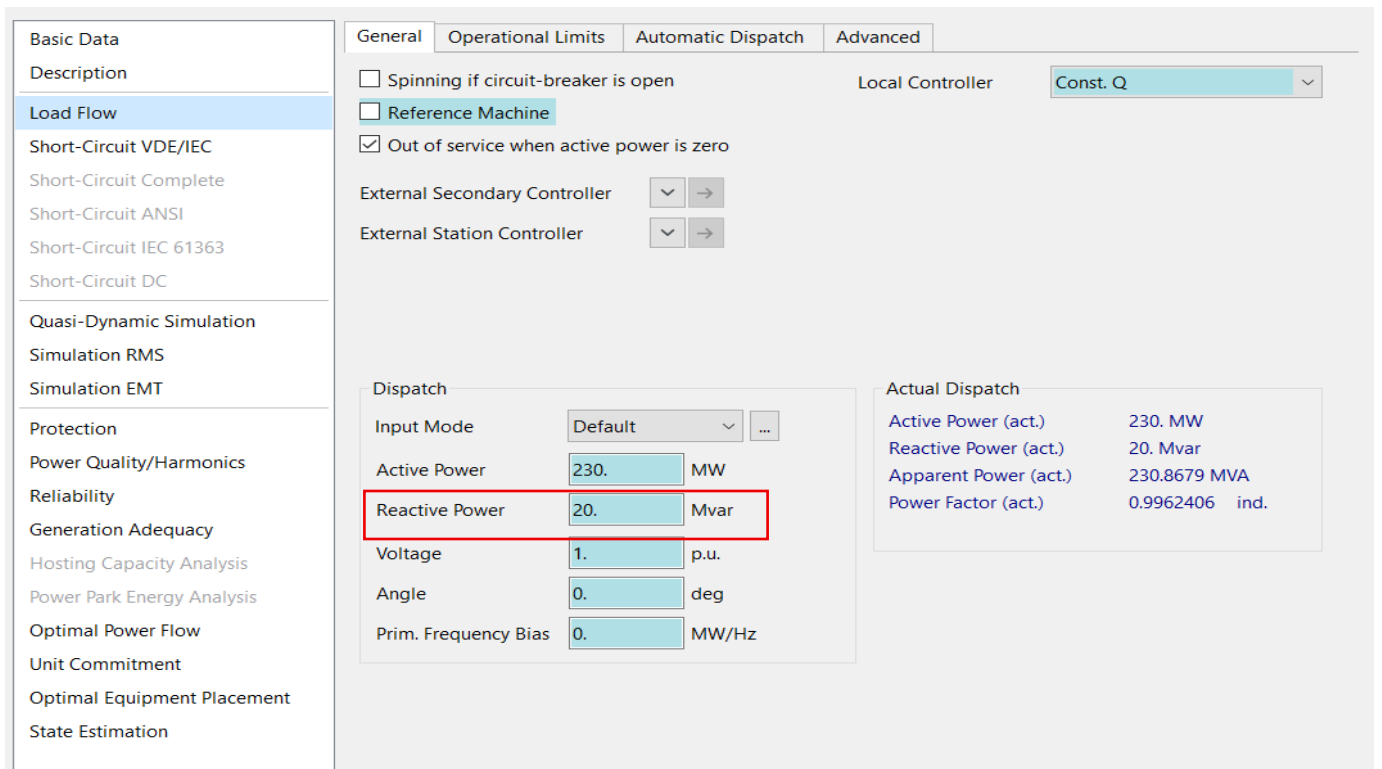 Basic Data
Description
Load Flow
Short-Circuit VDE/IEC
Short-Circuit Complete
Short-Circuit ANSI
Short-Circuit IEC 61363
Short-Circuit DC
Quasi-Dynamic Simulation
Simulation RMS
Simulation EMT
Protection
Power Quality/Harmonics
Reliability
Generation Adequacy
Hosting Capacity Analysis
Power Park Energy Analysis
Optimal Power Flow
Unit Commitment
Optimal Equipment Placement
State Estimation
General Operational Limits Automatic Dispatch Advanced
Spinning if circuit-breaker is open
Local Controller Const. Q
Reference Machine
Out of service when active power is zero
External Secondary Controller
External Station Controller
Dispatch
Input Mode Default ...
Active Power 230. MW
Reactive Power 20. Mvar
Voltage 1. p.u.
Angle 0. deg
Prim. Frequency Bias 0. MW/Hz
Actual Dispatch
Active Power (act.) 230. MW
Reactive Power (act.) 20. Mvar
Apparent Power (act.) 230.8679 MVA
Power Factor (act.) 0.9962406 ind.